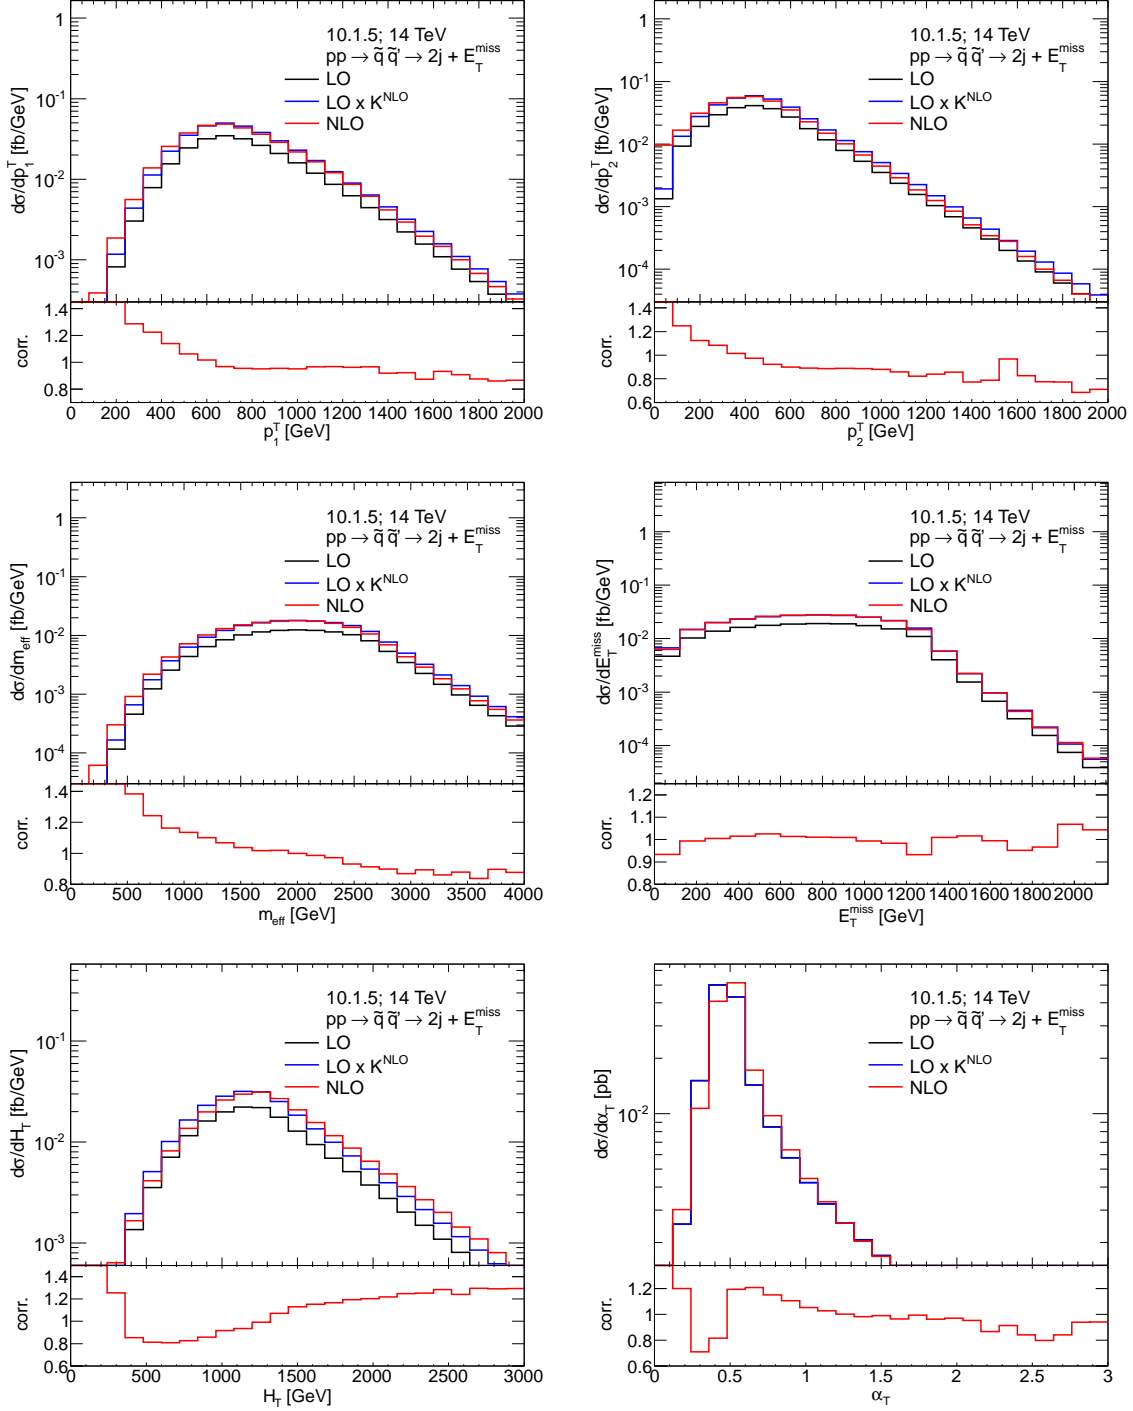 1
10⁻¹
10⁻²
10⁻³
dσ/dp₁ᵀ [fb/GeV]
10.1.5; 14 TeV
pp → q̃ q̃' → 2j + E_T^miss
LO
LO x K^NLO
NLO
1.4
1.2
1
0.8
corr.
0 200 400 600 800 1000 1200 1400 1600 1800 2000
p₁ᵀ [GeV]
1
10⁻¹
10⁻²
10⁻³
10⁻⁴
dσ/dp₂ᵀ [fb/GeV]
10.1.5; 14 TeV
pp → q̃ q̃' → 2j + E_T^miss
LO
LO x K^NLO
NLO
1.4
1.2
1
0.8
0.6
corr.
0 200 400 600 800 1000 1200 1400 1600 1800 2000
p₂ᵀ [GeV]
1
10⁻¹
10⁻²
10⁻³
10⁻⁴
dσ/dm_eff [fb/GeV]
10.1.5; 14 TeV
pp → q̃ q̃' → 2j + E_T^miss
LO
LO x K^NLO
NLO
1.4
1.2
1
0.8
corr.
0 500 1000 1500 2000 2500 3000 3500 4000
m_eff [GeV]
1
10⁻¹
10⁻²
10⁻³
10⁻⁴
dσ/dE_T^miss [fb/GeV]
10.1.5; 14 TeV
pp → q̃ q̃' → 2j + E_T^miss
LO
LO x K^NLO
NLO
1.2
1.1
1
0.9
0.8
corr.
0 200 400 600 800 1000 1200 1400 1600 1800 2000
E_T^miss [GeV]
10⁻¹
10⁻²
10⁻³
dσ/dH_T [fb/GeV]
10.1.5; 14 TeV
pp → q̃ q̃' → 2j + E_T^miss
LO
LO x K^NLO
NLO
1.4
1.2
1
0.8
0.6
corr.
0 500 1000 1500 2000 2500 3000
H_T [GeV]
10⁻²
dσ/dα_T [pb]
10.1.5; 14 TeV
pp → q̃ q̃' → 2j + E_T^miss
LO
LO x K^NLO
NLO
1.2
1
0.8
0.6
corr.
0 0.5 1 1.5 2 2.5 3
α_T